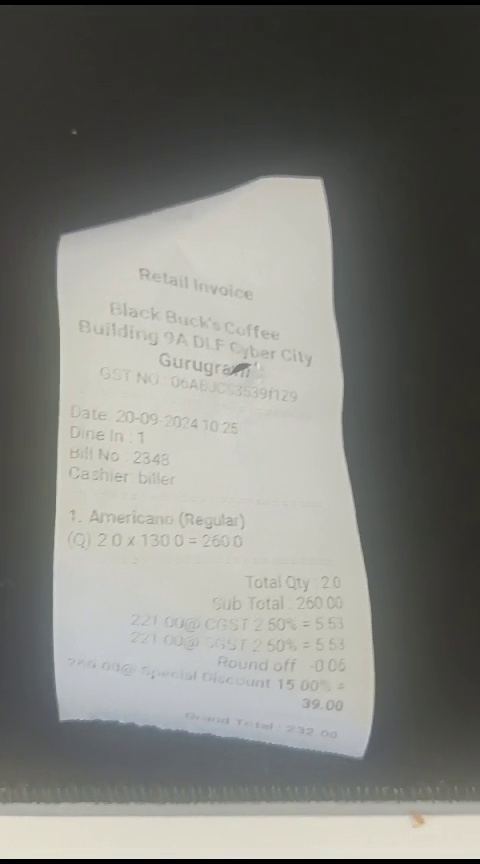 Retail Invoice
Black Buck's Coffee
Building 9A DLF Cyber City
Gurugram
GST NO
Date 20-09-2024 10:25
Dine In : 1
Bill No : 2348
Cashier: biller
1. Americano (Regular)
(Q) 2.0 x 130.0 = 260.0
Total Qty : 2.0
Sub Total : 260.00
221.00@ CGST 2.50% = 5.53
221.00@ SGST 2.50% = 5.53
Round off -0.06
260.00@ Special Discount 15.00% =
39.00
Grand Total : 232.00